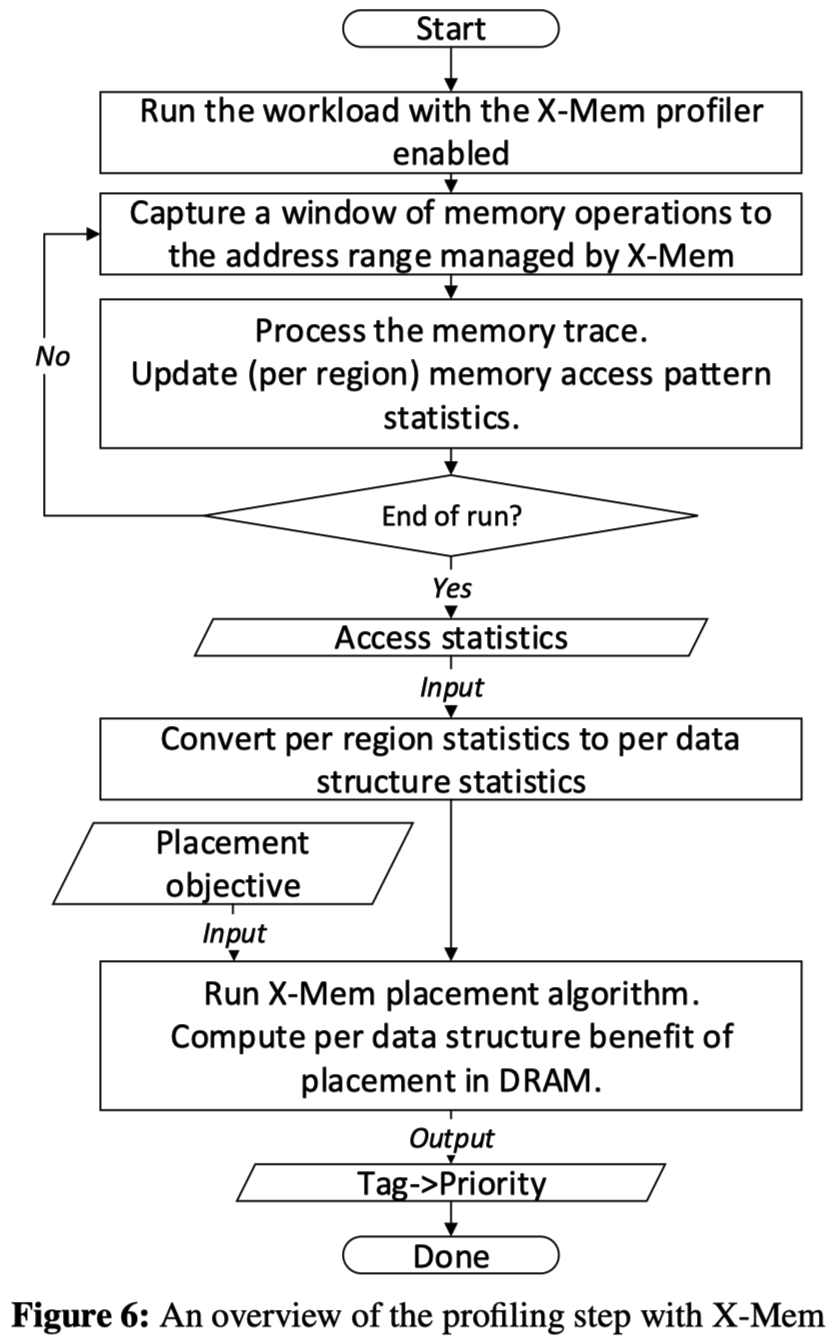 Start
Run the workload with the X-Mem profiler
enabled
Capture a window of memory operations to
the address range managed by X-Mem
Process the memory trace.
Update (per region) memory access pattern
statistics.
No
End of run?
Yes
Access statistics
Input
Convert per region statistics to per data
structure statistics
Placement
objective
Input
Run X-Mem placement algorithm.
Compute per data structure benefit of
placement in DRAM.
Output
Tag->Priority
Done
Figure 6: An overview of the profiling step with X-Mem